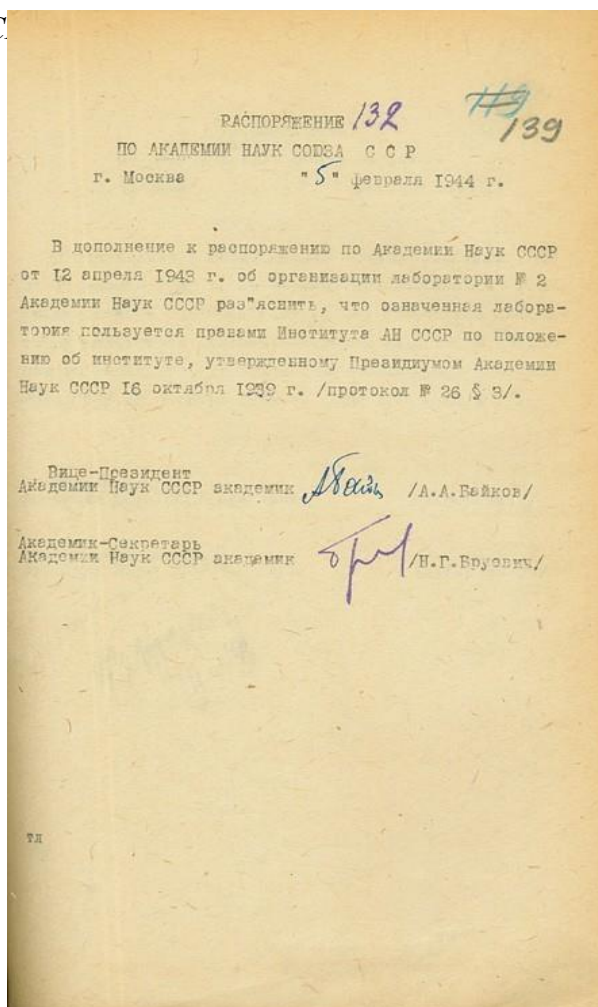 РАСПОРЯЖЕНИЕ 132
119
139
ПО АКАДЕМИИ НАУК СОЮЗА С С Р
г. Москва "5" февраля 1944 г.
В дополнение к распоряжению по Академии Наук СССР
от 12 апреля 1943 г. об организации лаборатории № 2
Академии Наук СССР раз"яснить, что означенная лабора-
тория пользуется правами Института АН СССР по положе-
нию об институте, утвержденному Президиумом Академии
Наук СССР 16 октября 1939 г. /протокол № 26 § 3/.
Вице-Президент
Академии Наук СССР академик /А.А.Байков/
Академик-Секретарь
Академик Наук СССР академик /Н.Г.Бруевич/
тл